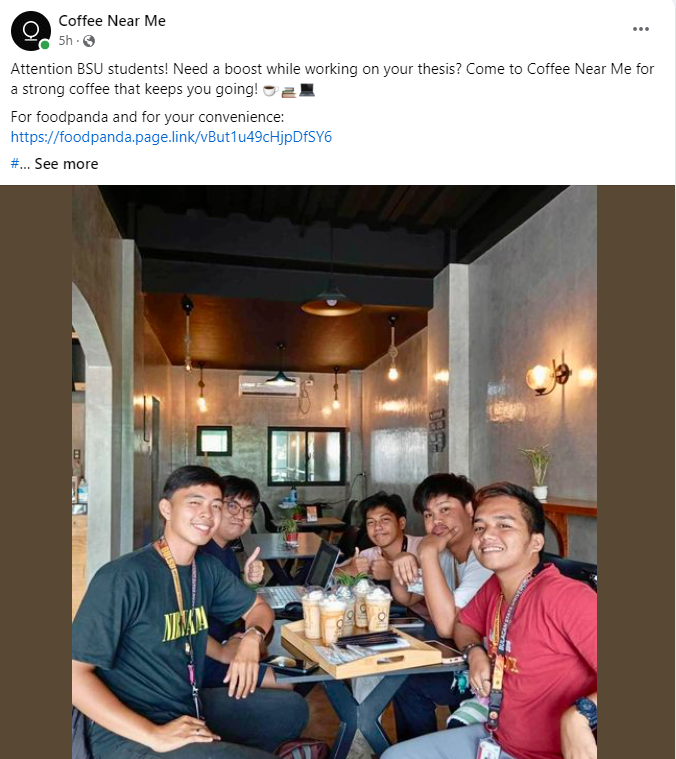 Coffee Near Me
5h ·
Attention BSU students! Need a boost while working on your thesis? Come to Coffee Near Me for
a strong coffee that keeps you going! ☕📚💻
For foodpanda and for your convenience:
https://foodpanda.page.link/vBut1u49cHjpDfSY6
#... See more